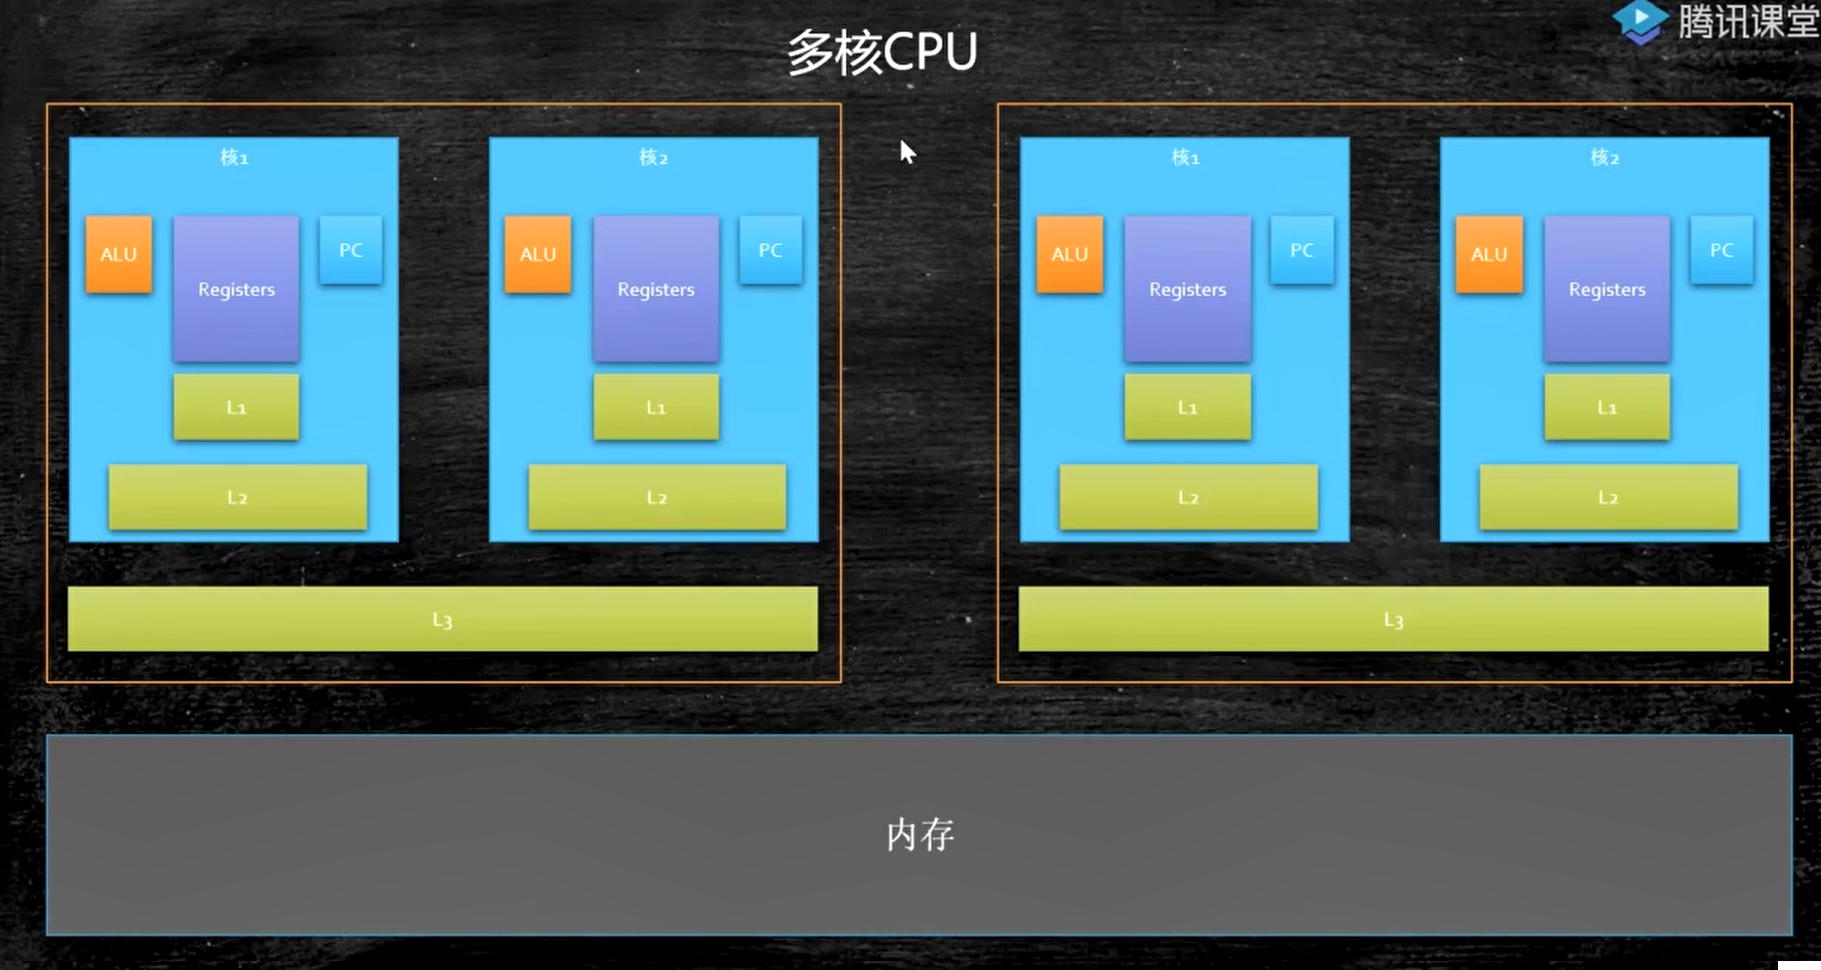 腾讯课堂
多核CPU
核1
ALU
Registers
PC
L1
L2
核2
ALU
Registers
PC
L1
L2
L3
核1
ALU
Registers
PC
L1
L2
核2
ALU
Registers
PC
L1
L2
L3
内存